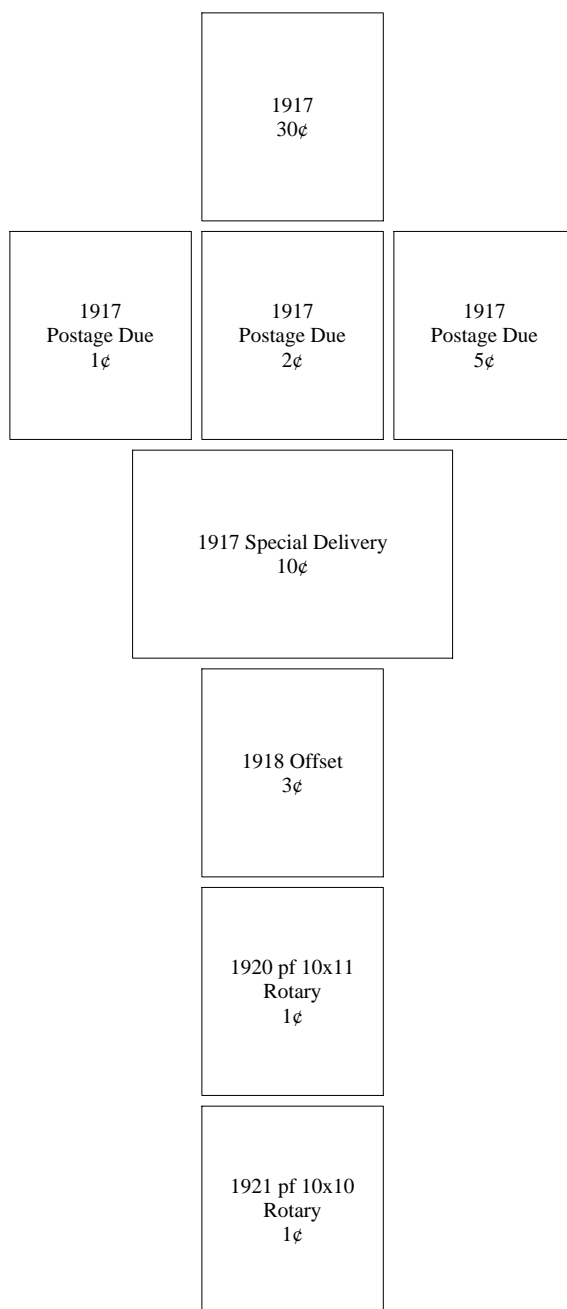 1917
30¢
1917
Postage Due
1¢
1917
Postage Due
2¢
1917
Postage Due
5¢
1917 Special Delivery
10¢
1918 Offset
3¢
1920 pf 10x11
Rotary
1¢
1921 pf 10x10
Rotary
1¢